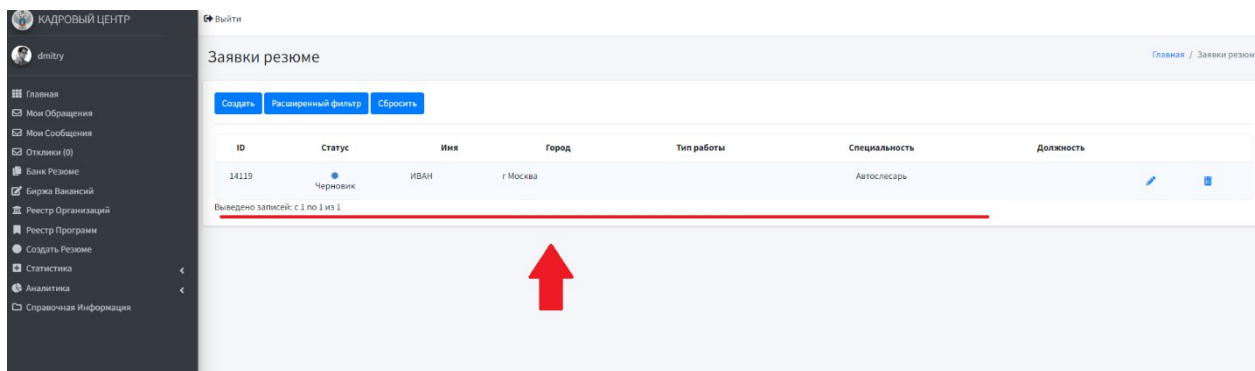 КАДРОВЫЙ ЦЕНТР
Выйти
dmitry
Заявки резюме
Главная / Заявки резюм
Главная
Мои Обращения
Мои Сообщения
Отклики (0)
Банк Резюме
Биржа Вакансий
Реестр Организаций
Реестр Программ
Создать Резюме
Статистика
Аналитика
Справочная Информация
Создать Расширенный фильтр Сбросить
ID Статус Имя Город Тип работы Специальность Должность
14119 Черновик ИВАН г Москва Автослесарь
Выведено записей: с 1 по 1 из 1